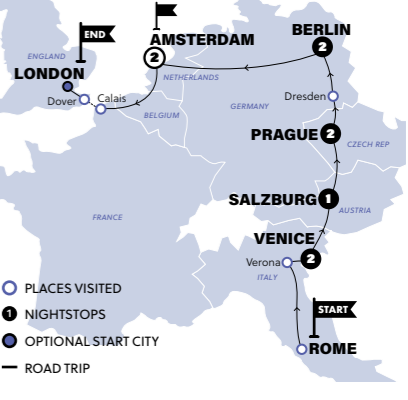 BERLIN
2
AMSTERDAM
2
END
ENGLAND
LONDON
NETHERLANDS
Dover
Calais
Dresden
GERMANY
BELGIUM
PRAGUE
2
CZECH REP
SALZBURG
1
AUSTRIA
FRANCE
VENICE
2
Verona
ITALY
START
ROME
PLACES VISITED
1 NIGHTSTOPS
OPTIONAL START CITY
ROAD TRIP